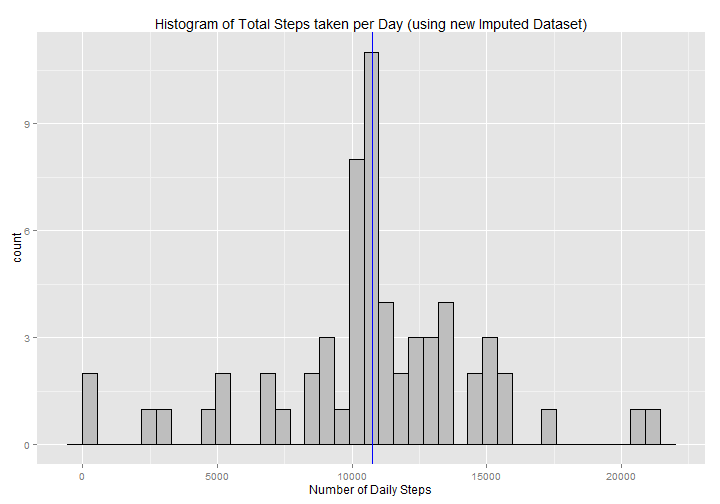 Histogram of Total Steps taken per Day (using new Imputed Dataset)
count
9
6
3
0
0 5000 10000 15000 20000
Number of Daily Steps